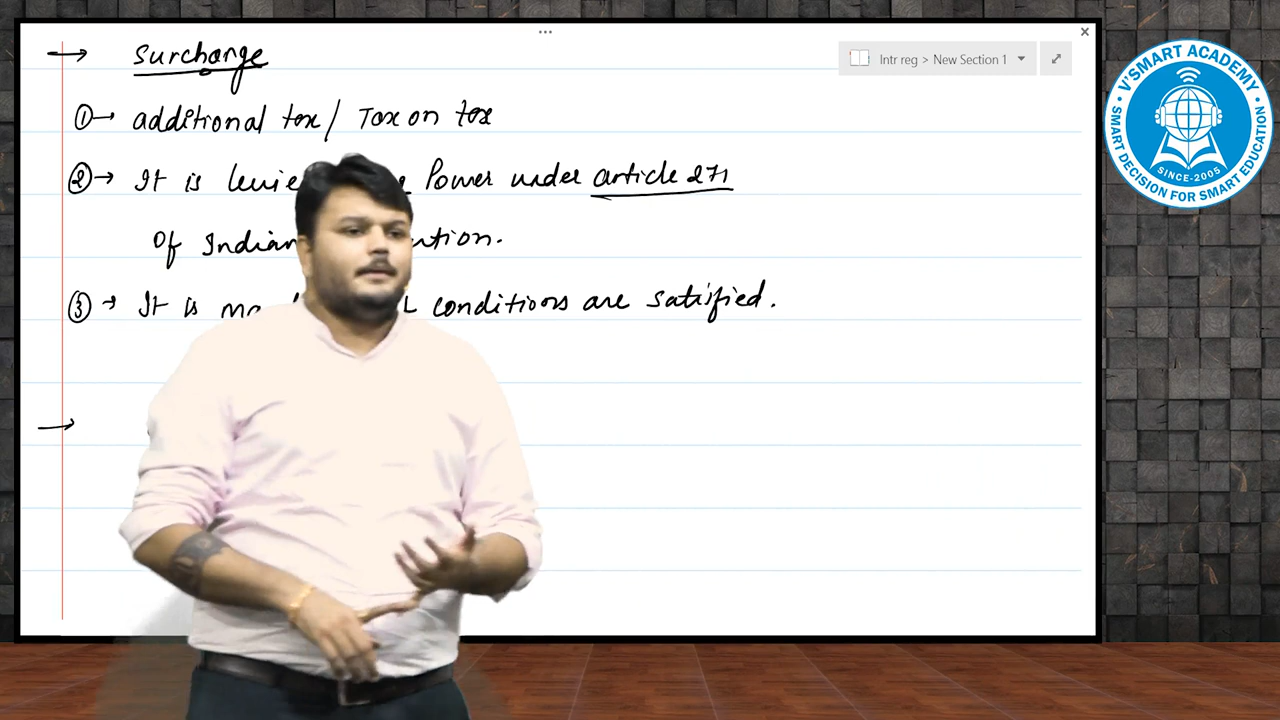 → Surcharge
① → additional tax / Tax on tax
② → It is Power under article 271
Of Indian
③ → It is conditions are satisfied.
→
Intr reg > New Section 1
V'SMART ACADEMY
SINCE-2005
SMART DECISION FOR SMART EDUCATION